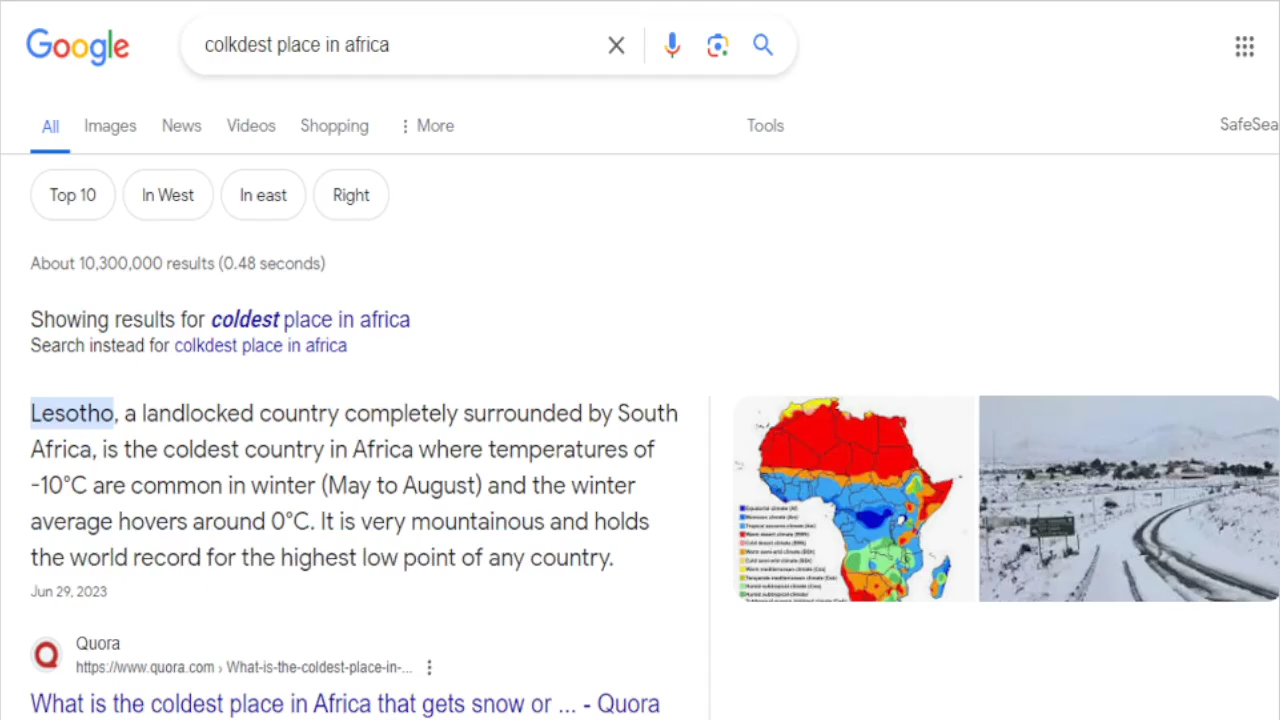 Google
colkdest place in africa
All Images News Videos Shopping More Tools SafeSea
Top 10 In West In east Right
About 10,300,000 results (0.48 seconds)
Showing results for coldest place in africa
Search instead for colkdest place in africa
Lesotho, a landlocked country completely surrounded by South
Africa, is the coldest country in Africa where temperatures of
-10°C are common in winter (May to August) and the winter
average hovers around 0°C. It is very mountainous and holds
the world record for the highest low point of any country.
Jun 29, 2023
Quora
https://www.quora.com › What-is-the-coldest-place-in-...
What is the coldest place in Africa that gets snow or ... - Quora